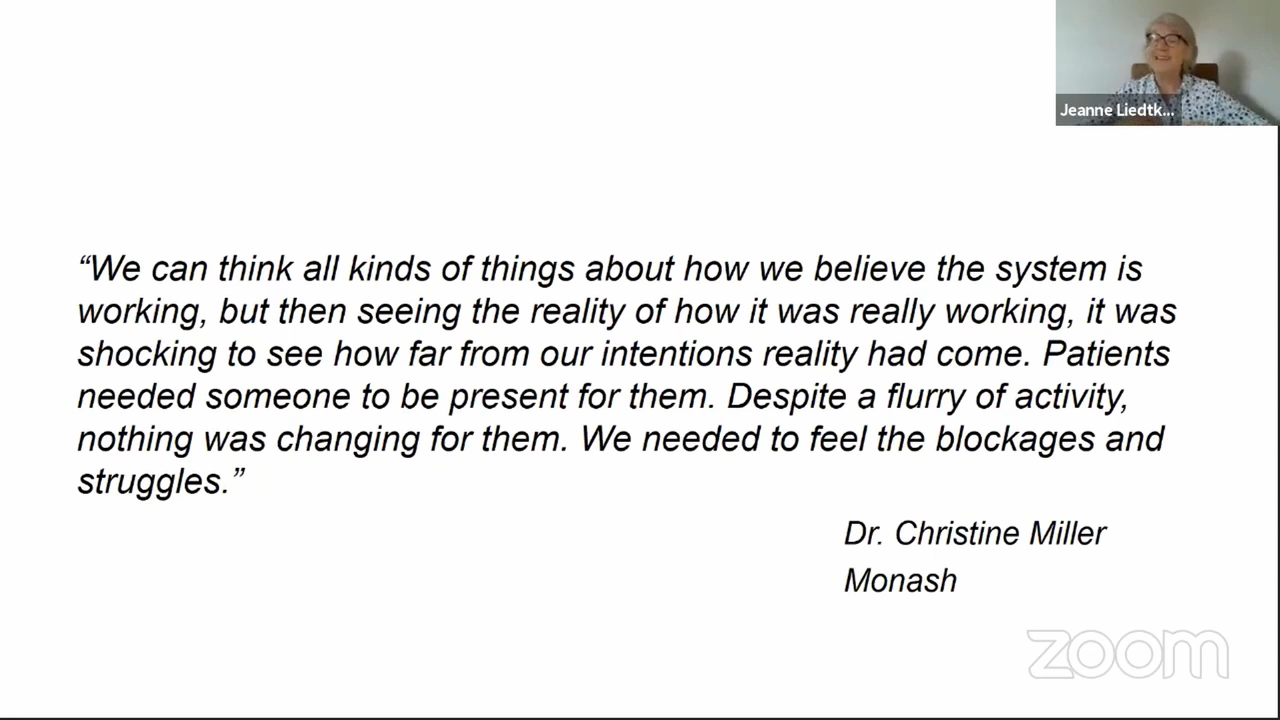 Jeanne Liedtk...
“We can think all kinds of things about how we believe the system is
working, but then seeing the reality of how it was really working, it was
shocking to see how far from our intentions reality had come. Patients
needed someone to be present for them. Despite a flurry of activity,
nothing was changing for them. We needed to feel the blockages and
struggles.”
Dr. Christine Miller
Monash
zoom